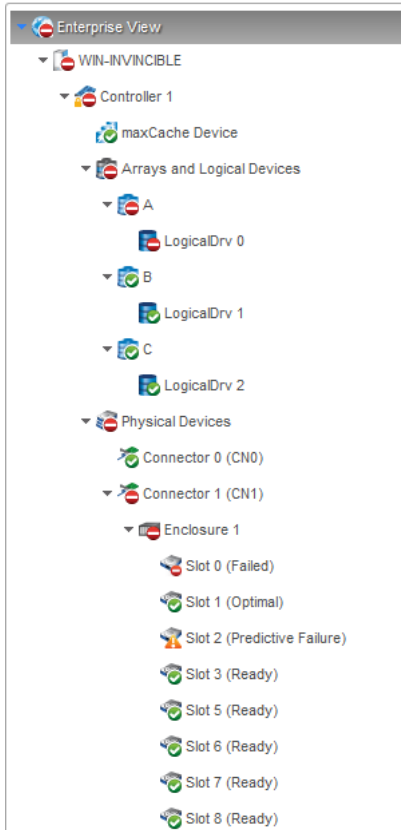 Enterprise View
WIN-INVINCIBLE
Controller 1
maxCache Device
Arrays and Logical Devices
A
LogicalDrv 0
B
LogicalDrv 1
C
LogicalDrv 2
Physical Devices
Connector 0 (CN0)
Connector 1 (CN1)
Enclosure 1
Slot 0 (Failed)
Slot 1 (Optimal)
Slot 2 (Predictive Failure)
Slot 3 (Ready)
Slot 5 (Ready)
Slot 6 (Ready)
Slot 7 (Ready)
Slot 8 (Ready)